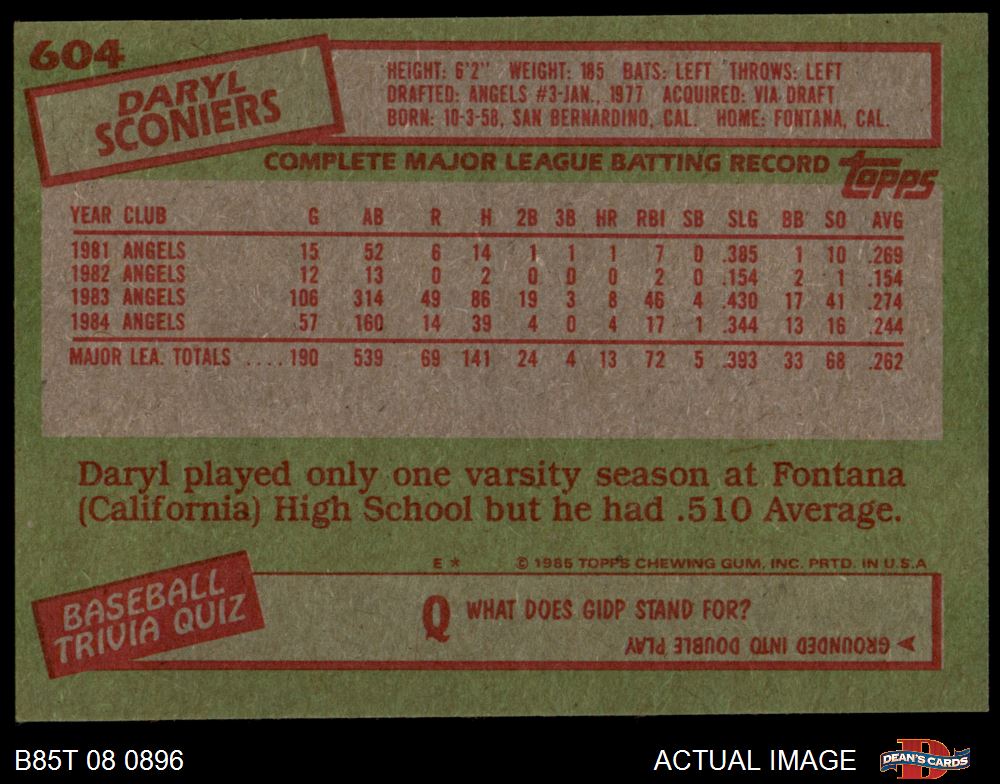 604
DARYL
SCONIERS
HEIGHT: 6'2" WEIGHT: 185 BATS: LEFT THROWS: LEFT
DRAFTED: ANGELS #3-JAN., 1977 ACQUIRED: VIA DRAFT
BORN: 10-3-58, SAN BERNARDINO, CAL. HOME: FONTANA, CAL.
COMPLETE MAJOR LEAGUE BATTING RECORD topps
YEAR CLUB G AB R H 2B 3B HR RBI SB SLG BB SO AVG
1981 ANGELS 15 52 6 14 1 1 1 7 0 .385 1 10 .269
1982 ANGELS 12 13 0 2 0 0 0 2 0 .154 2 1 .154
1983 ANGELS 106 314 49 86 19 3 8 46 4 .430 17 41 .274
1984 ANGELS 57 160 14 39 4 0 4 17 1 .344 13 16 .244
MAJOR LEA. TOTALS ....190 539 69 141 24 4 13 72 5 .393 33 68 .262
Daryl played only one varsity season at Fontana
(California) High School but he had .510 Average.
E * © 1985 TOPPS CHEWING GUM, INC. PRTD. IN U.S.A
BASEBALL
TRIVIA QUIZ
Q WHAT DOES GIDP STAND FOR?
GROUNDED INTO DOUBLE PLAY
B85T 08 0896
ACTUAL IMAGE
DEAN'S CARDS